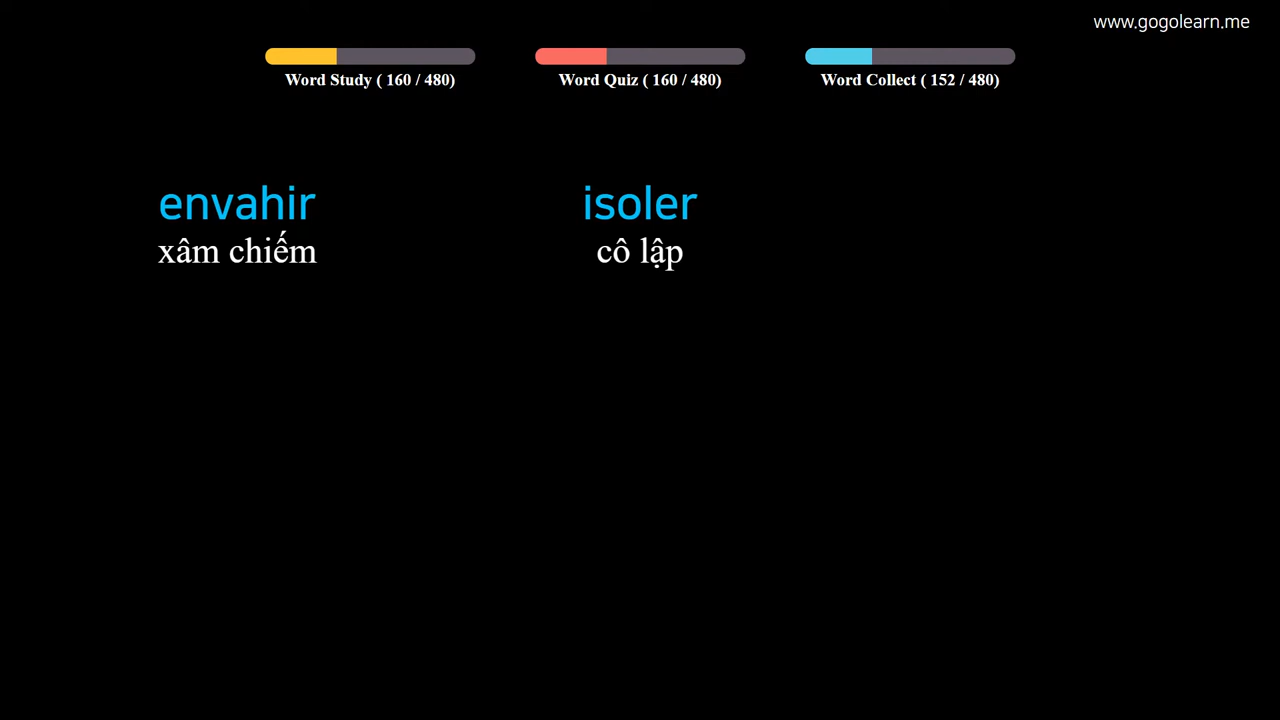 www.gogolearn.me
Word Study ( 160 / 480)
Word Quiz ( 160 / 480)
Word Collect ( 152 / 480)
envahir
xâm chiếm
isoler
cô lập